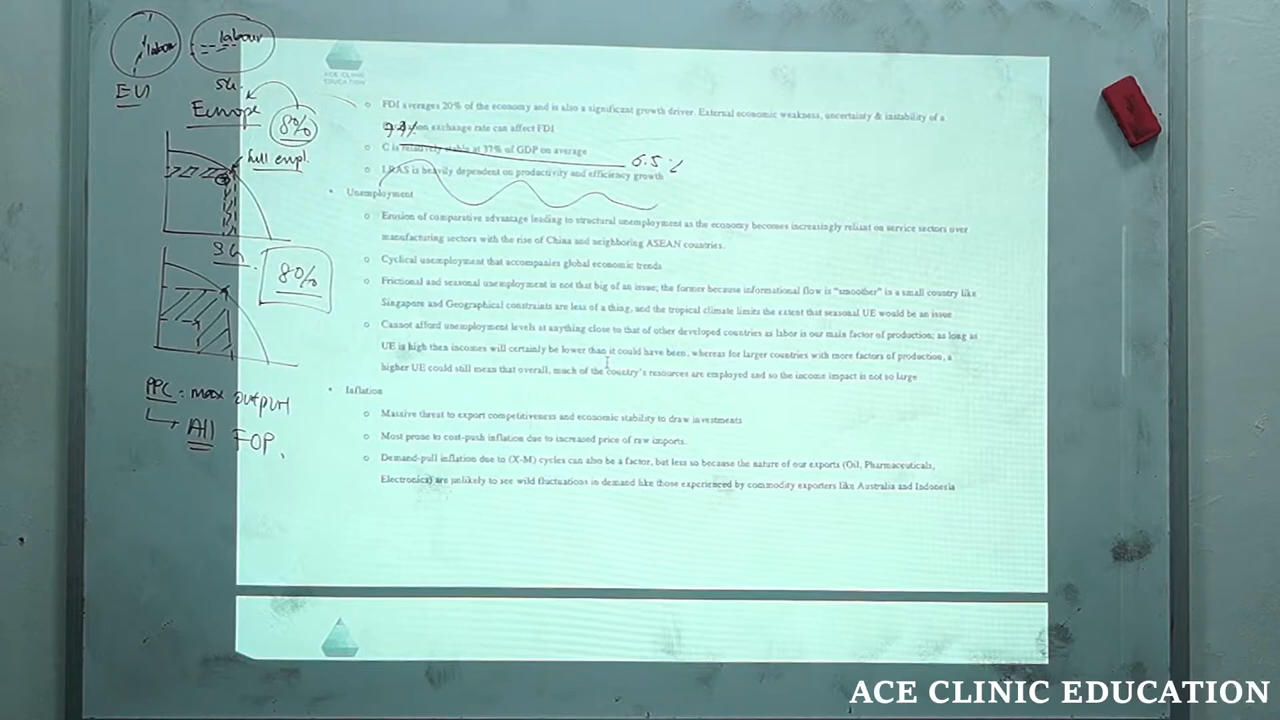 labour
labour
EU
Europe
8%
full empl.
8%
PPC : max output
All FOP.
6.5%
ACE CLINIC
EDUCATION
FDI averages 20% of the economy and is also a significant growth driver. External economic weakness, uncertainty & instability of a
exchange rate can affect FDI
C is relatively stable at 37% of GDP on average
LRAS is heavily dependent on productivity and efficiency growth
Unemployment
Erosion of comparative advantage leading to structural unemployment as the economy becomes increasingly reliant on service sectors over
manufacturing sectors with the rise of China and neighboring ASEAN countries.
Cyclical unemployment that accompanies global economic trends
Frictional and seasonal unemployment is not that big of an issue; the former because informational flow is "smoother" in a small country like
Singapore and Geographical constraints are less of a thing, and the tropical climate limits the extent that seasonal UE would be an issue
Cannot afford unemployment levels at anything close to that of other developed countries as labor is our main factor of production; as long as
UE is high then incomes will certainly be lower than it could have been, whereas for larger countries with more factors of production, a
higher UE could still mean that overall, much of the country's resources are employed and so the income impact is not so large
Inflation
Massive threat to export competitiveness and economic stability to draw investments
Most prone to cost-push inflation due to increased price of raw imports.
Demand-pull inflation due to (X-M) cycles can also be a factor, but less so because the nature of our exports (Oil, Pharmaceuticals,
Electronics) are unlikely to see wild fluctuations in demand like those experienced by commodity exporters like Australia and Indonesia
ACE CLINIC EDUCATION